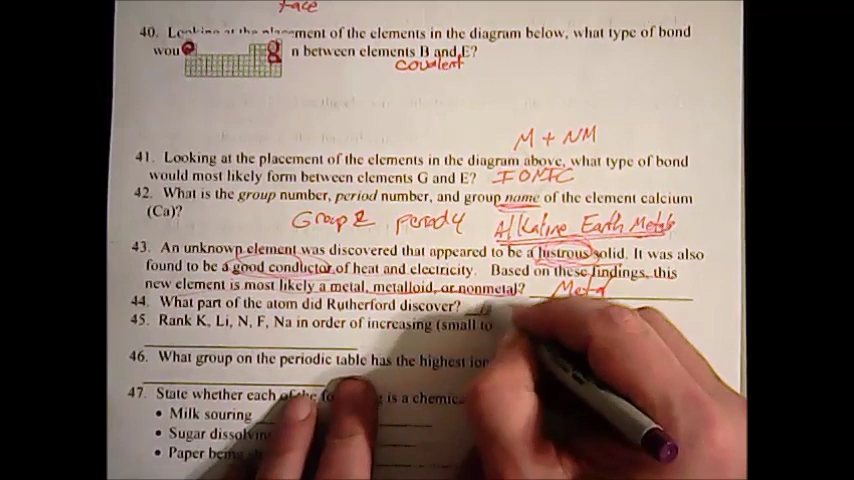 Face
40. Looking at the placement of the elements in the diagram below, what type of bond
wou n between elements B and E?
covalent
M + NM
41. Looking at the placement of the elements in the diagram above, what type of bond
would most likely form between elements G and E? IONIC
42. What is the group number, period number, and group name of the element calcium
(Ca)? Group 2 period 4 Alkaline Earth Metals
43. An unknown element was discovered that appeared to be a lustrous solid. It was also
found to be a good conductor of heat and electricity. Based on these findings, this
new element is most likely a metal, metalloid, or nonmetal? Metal
44. What part of the atom did Rutherford discover?
45. Rank K, Li, N, F, Na in order of increasing (small to
46. What group on the periodic table has the highest ion
47. State whether each of the fo is a chemica
• Milk souring
• Sugar dissolvin
• Paper being